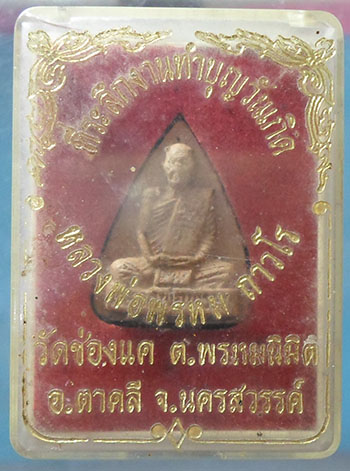 ที่ระลึกงานทำบุญวันเกิด
หลวงพ่อพรหม ถาวโร
วัดช่องแค ต.พรหมนิมิต
อ.ตาคลี จ.นครสวรรค์